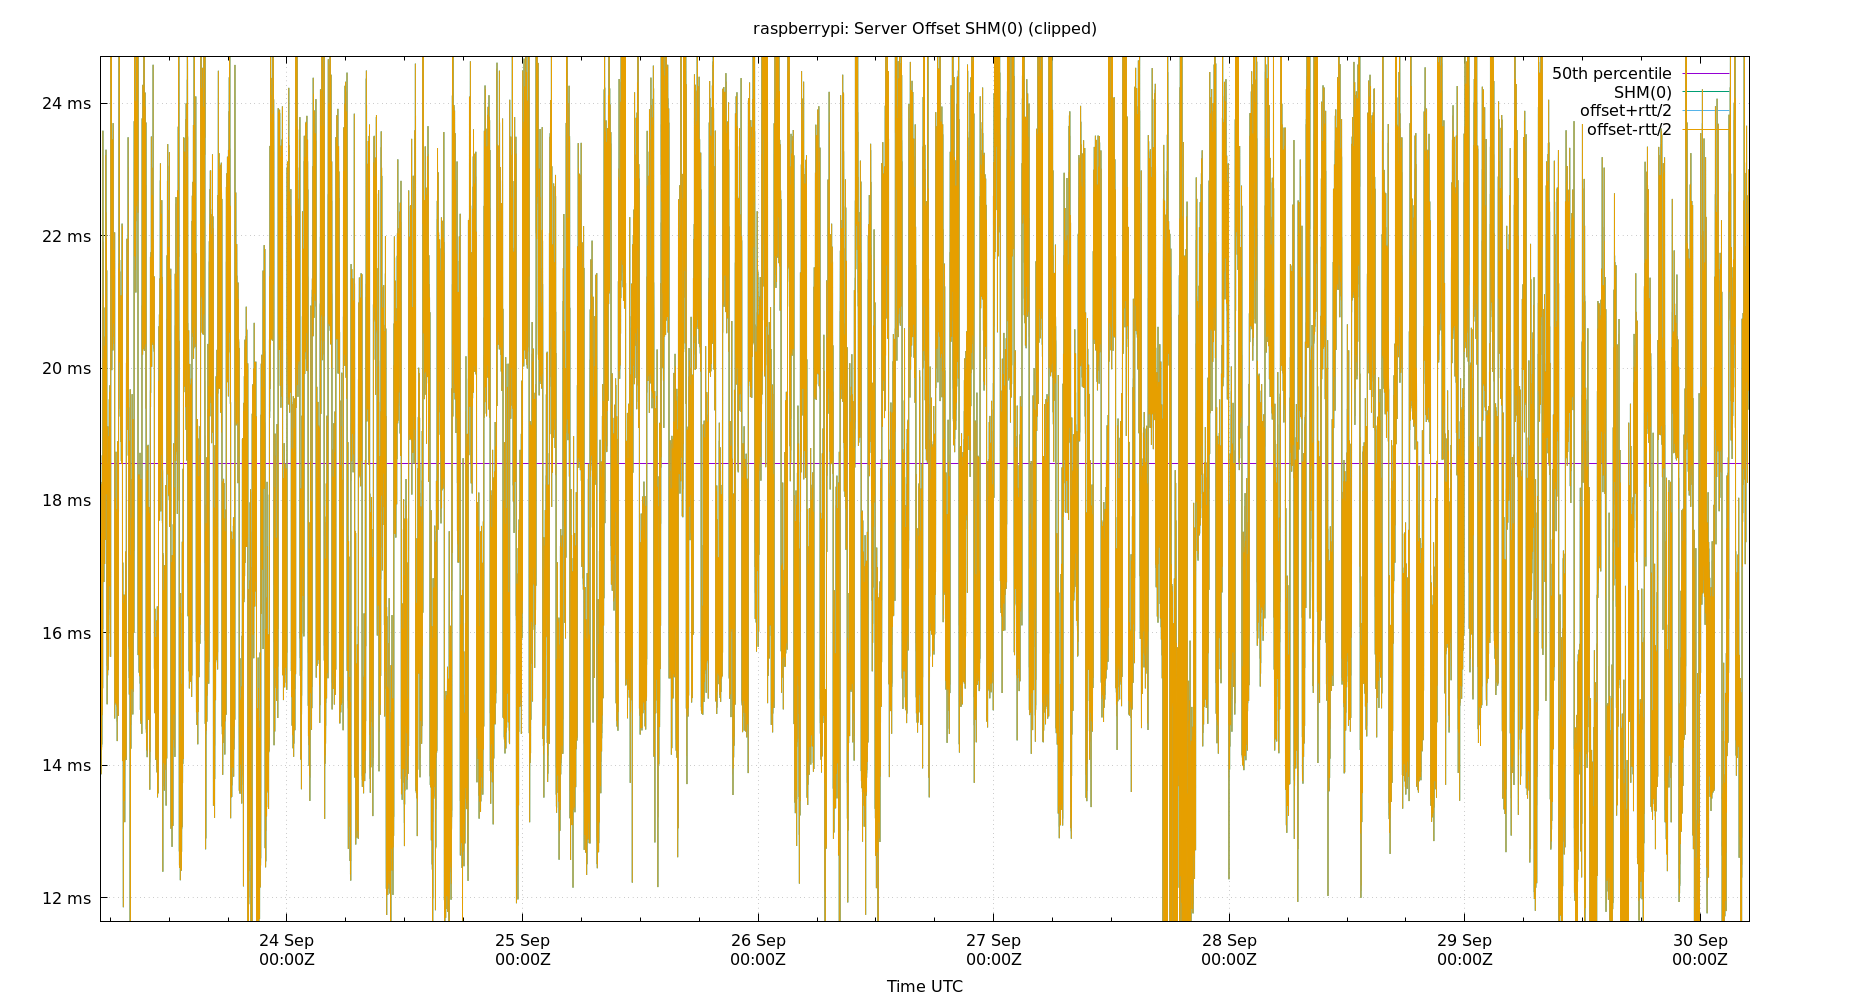 raspberrypi: Server Offset SHM(0) (clipped)
50th percentile
SHM(0)
offset+rtt/2
offset-rtt/2
24 ms
22 ms
20 ms
18 ms
16 ms
14 ms
12 ms
24 Sep 25 Sep 26 Sep 27 Sep 28 Sep 29 Sep 30 Sep
00:00Z 00:00Z 00:00Z 00:00Z 00:00Z 00:00Z 00:00Z
Time UTC